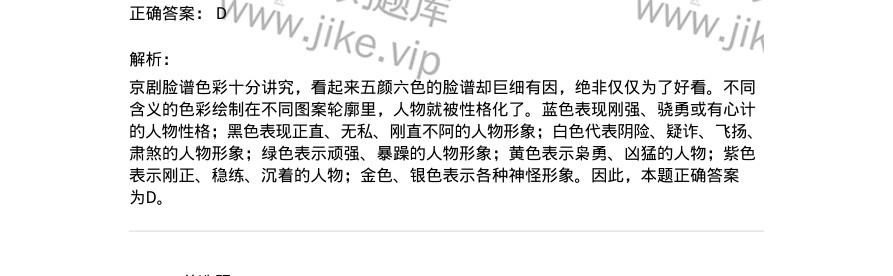 正确答案： D
题库
www.jike.vip
www.jik
解析：
京剧脸谱色彩十分讲究，看起来五颜六色的脸谱却巨细有因，绝非仅仅为了好看。不同
含义的色彩绘制在不同图案轮廓里，人物就被性格化了。蓝色表现刚强、骁勇或有心计
的人物性格；黑色表现正直、无私、刚直不阿的人物形象；白色代表阴险、疑诈、飞扬、
肃煞的人物形象；绿色表示顽强、暴躁的人物形象；黄色表示枭勇、凶猛的人物；紫色
表示刚正、稳练、沉着的人物；金色、银色表示各种神怪形象。因此，本题正确答案
为D。